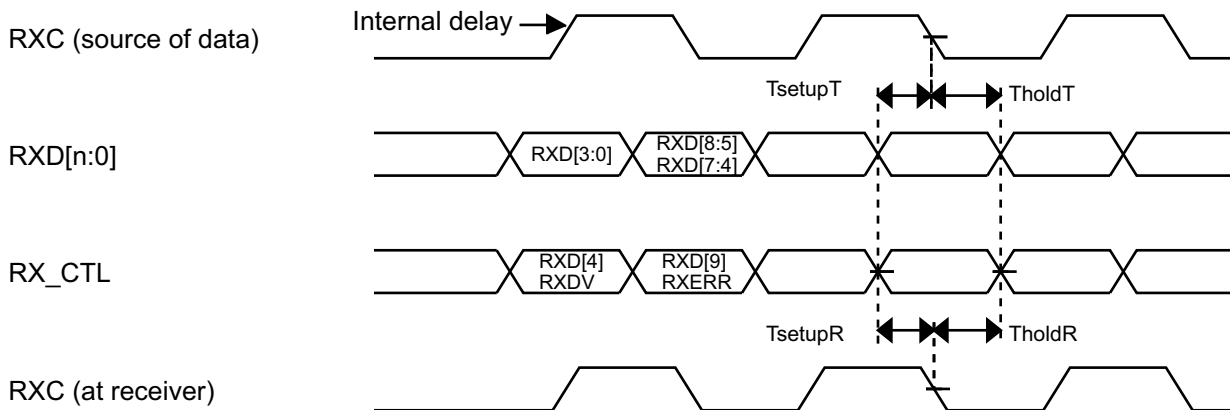 Internal delay
RXC (source of data)
TsetupT
TholdT
RXD[n:0]
RXD[3:0]
RXD[8:5]
RXD[7:4]
RX_CTL
RXD[4]
RXDV
RXD[9]
RXERR
TsetupR
TholdR
RXC (at receiver)